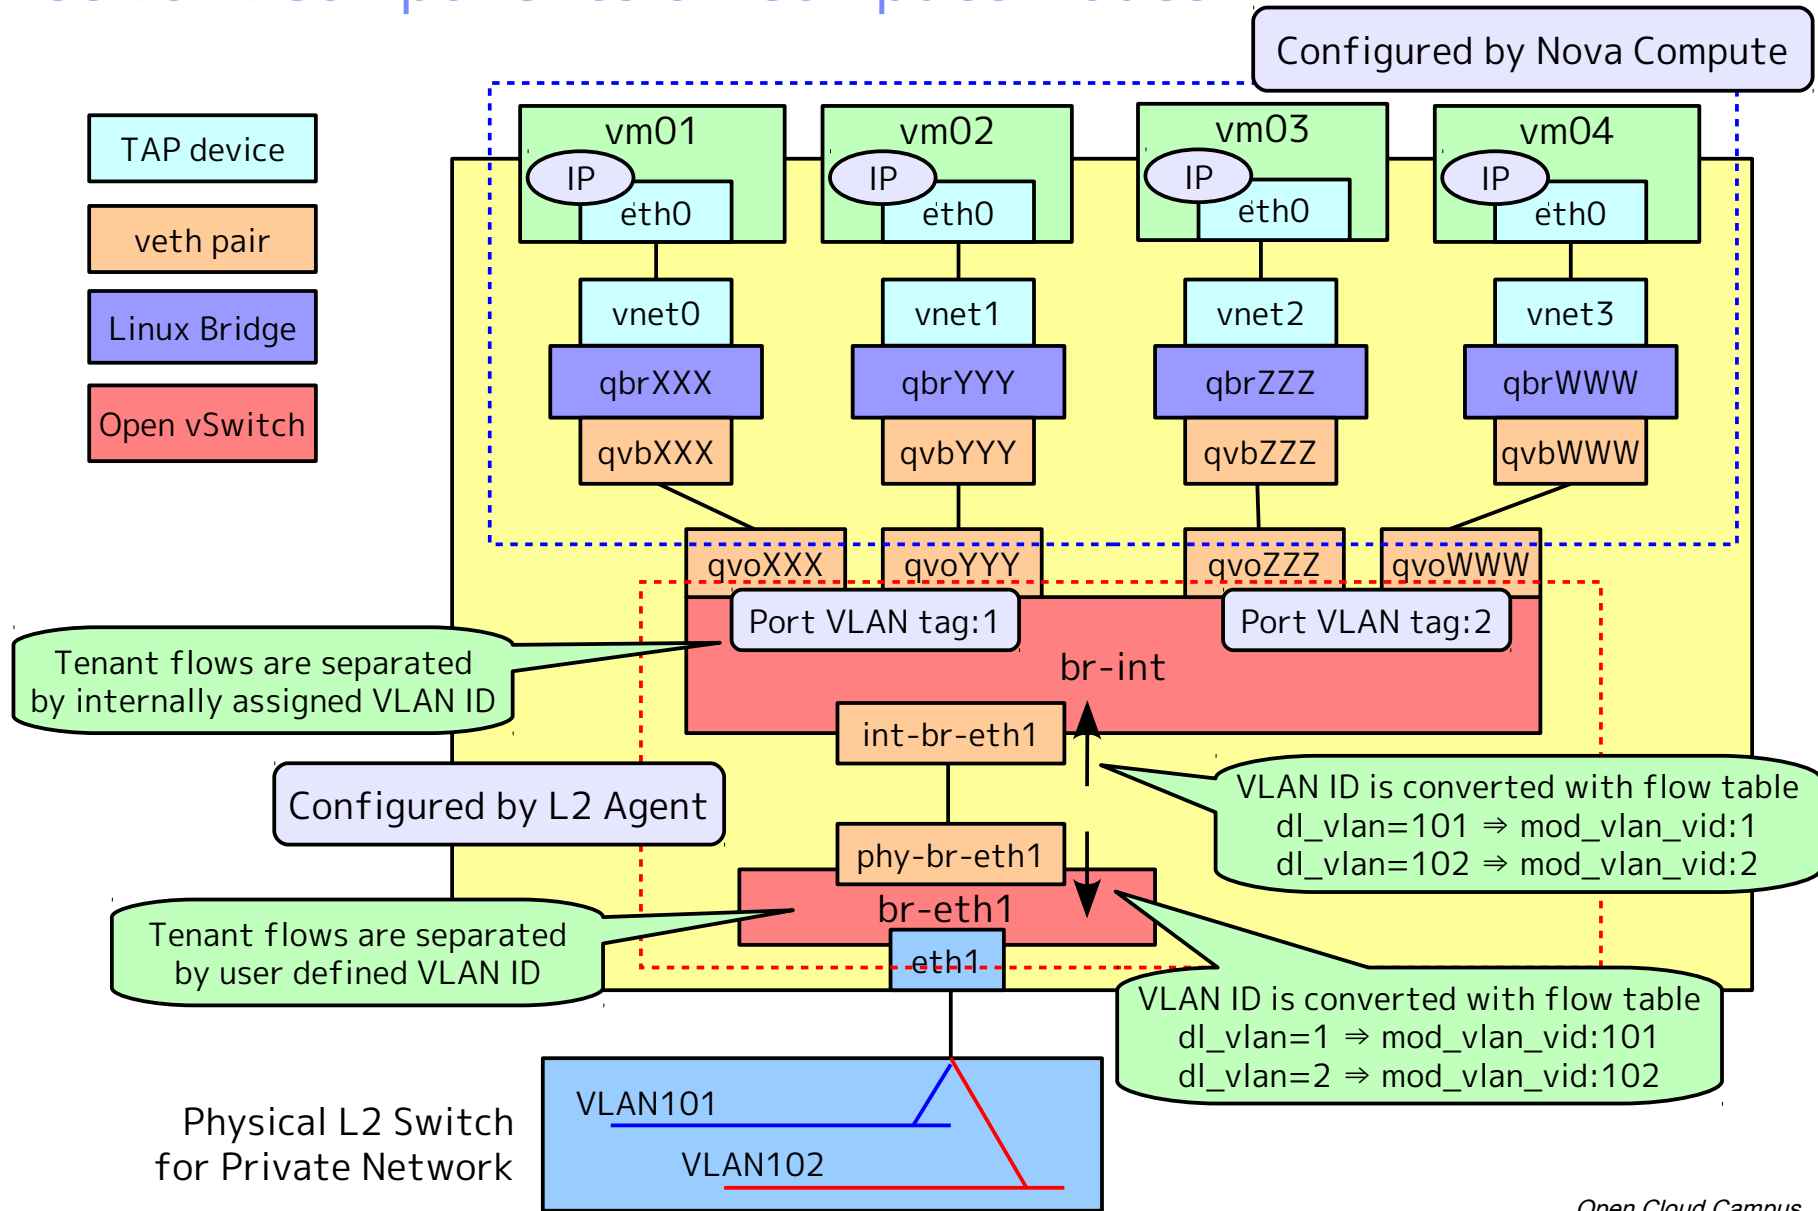 Network Components on Compute Nodes
Configured by Nova Compute
TAP device
veth pair
Linux Bridge
Open vSwitch
vm01
vm02
vm03
vm04
IP
IP
IP
IP
eth0
eth0
eth0
eth0
vnet0
vnet1
vnet2
vnet3
qbrXXX
qbrYYY
qbrZZZ
qbrWWW
qvbXXX
qvbYYY
qvbZZZ
qvbWWW
qvoXXX
qvoYYY
qvoZZZ
qvoWWW
Port VLAN tag:1
Port VLAN tag:2
br-int
Tenant flows are separated
by internally assigned VLAN ID
int-br-eth1
Configured by L2 Agent
VLAN ID is converted with flow table
dl_vlan=101 ⇒ mod_vlan_vid:1
dl_vlan=102 ⇒ mod_vlan_vid:2
phy-br-eth1
br-eth1
Tenant flows are separated
by user defined VLAN ID
eth1
VLAN ID is converted with flow table
dl_vlan=1 ⇒ mod_vlan_vid:101
dl_vlan=2 ⇒ mod_vlan_vid:102
Physical L2 Switch
for Private Network
VLAN101
VLAN102
Open Cloud Campus